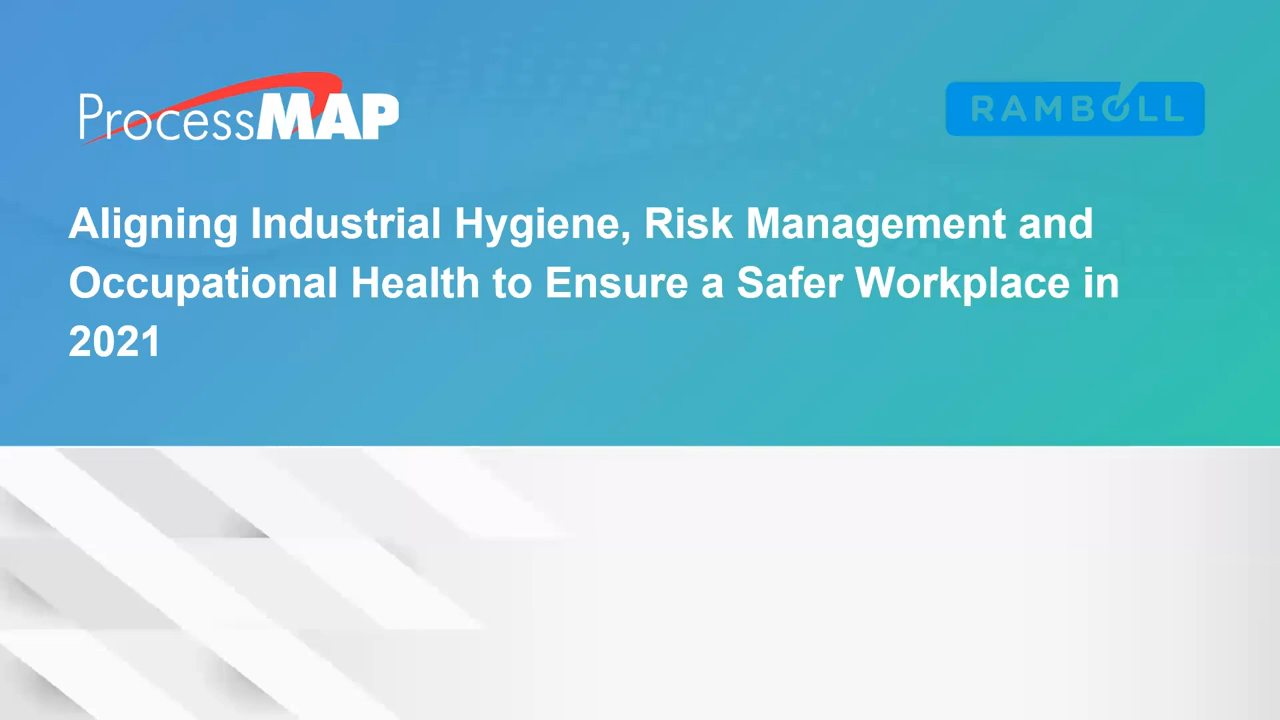 ProcessMAP
RAMBOLL
Aligning Industrial Hygiene, Risk Management and
Occupational Health to Ensure a Safer Workplace in
2021